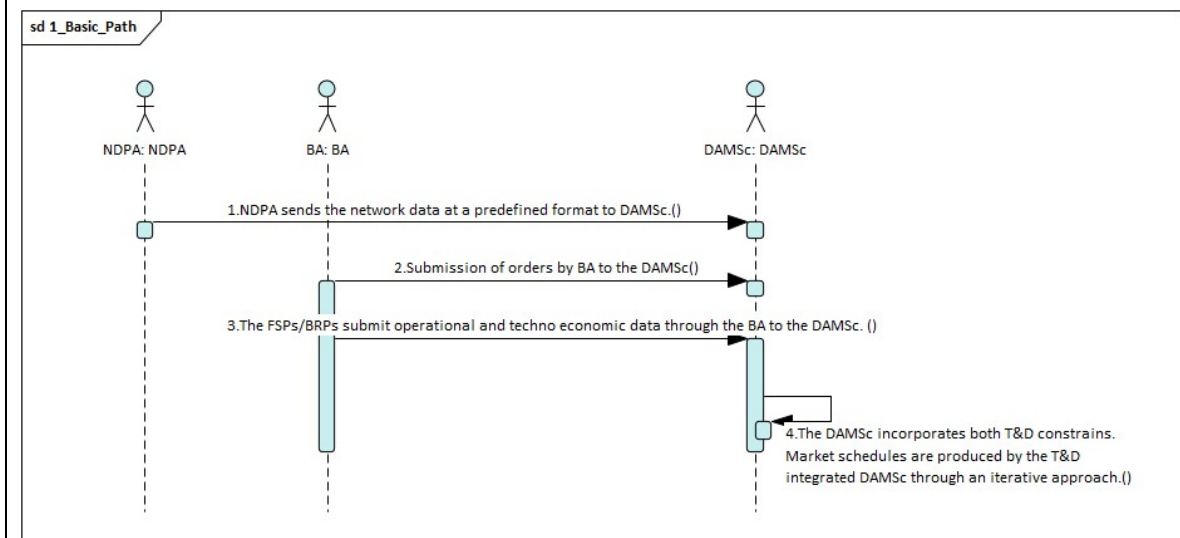 sd 1_Basic_Path
NDPA: NDPA
BA: BA
DAMSc: DAMSc
1.NDPA sends the network data at a predefined format to DAMSc.()
2.Submission of orders by BA to the DAMSc()
3.The FSPs/BRPs submit operational and techno economic data through the BA to the DAMSc. ()
4.The DAMSc incorporates both T&D constrains.
Market schedules are produced by the T&D
integrated DAMSc through an iterative approach.()